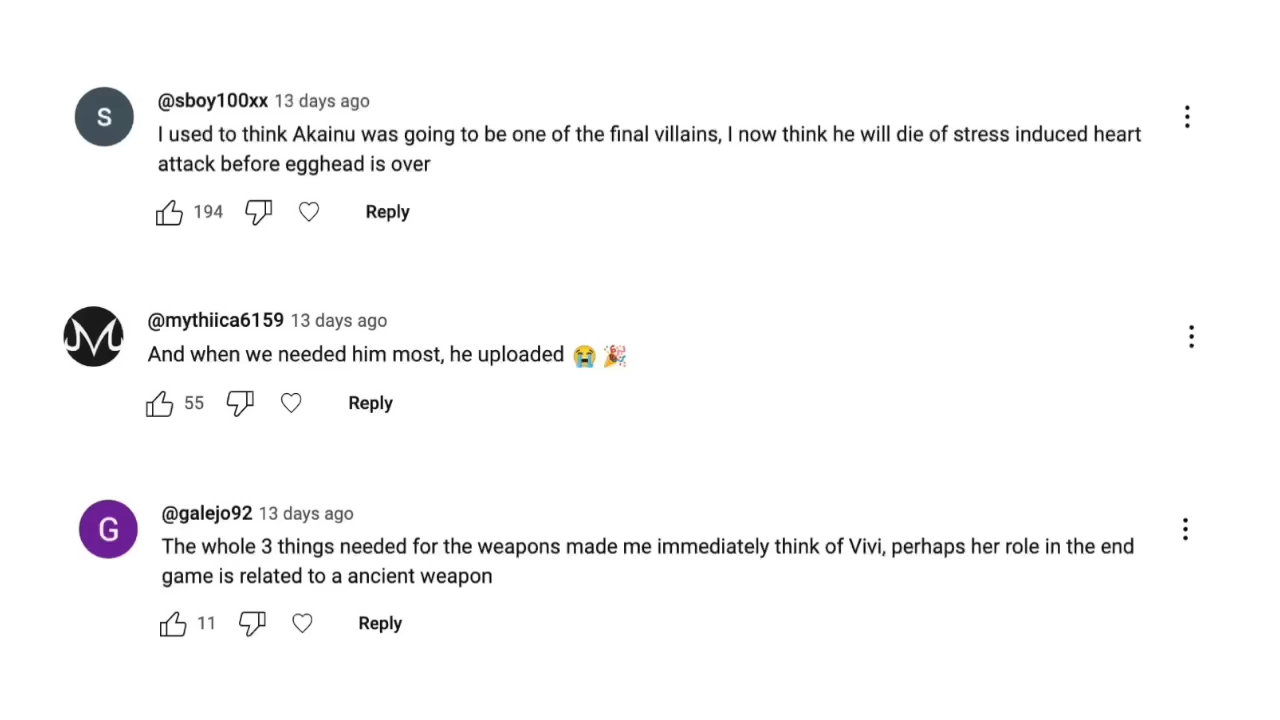 S
@sboy100xx 13 days ago
I used to think Akainu was going to be one of the final villains, I now think he will die of stress induced heart
attack before egghead is over
194 Reply
@mythiica6159 13 days ago
And when we needed him most, he uploaded 😭 🎉
55 Reply
G
@galejo92 13 days ago
The whole 3 things needed for the weapons made me immediately think of Vivi, perhaps her role in the end
game is related to a ancient weapon
11 Reply